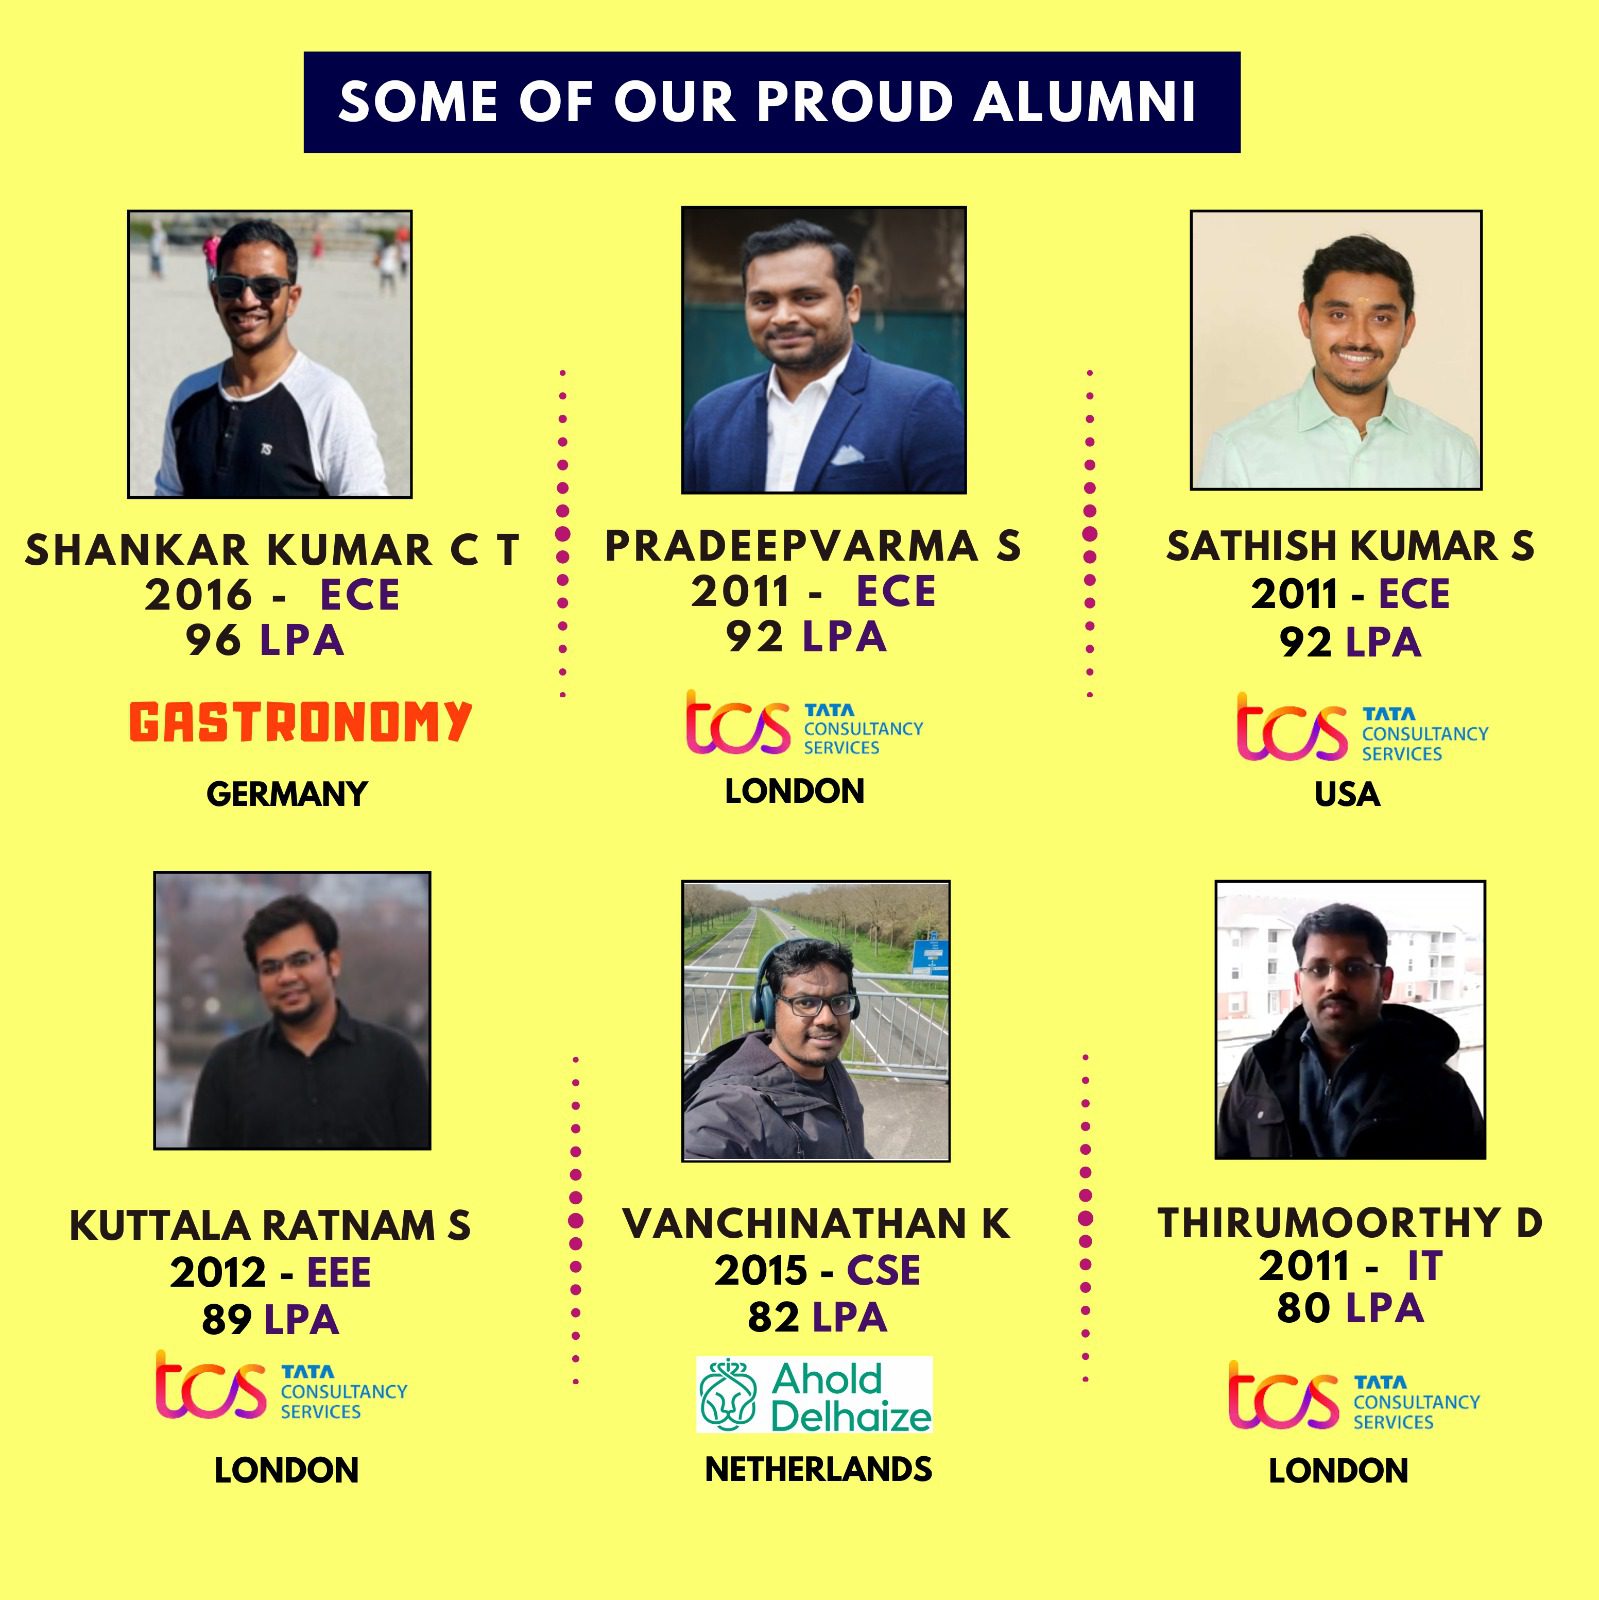 SOME OF OUR PROUD ALUMNI
SHANKAR KUMAR C T
2016 - ECE
96 LPA
GASTRONOMY
GERMANY
PRADEEPVARMA S
2011 - ECE
92 LPA
tcs TATA
CONSULTANCY
SERVICES
LONDON
SATHISH KUMAR S
2011 - ECE
92 LPA
tcs TATA
CONSULTANCY
SERVICES
USA
KUTTALA RATNAM S
2012 - EEE
89 LPA
tcs TATA
CONSULTANCY
SERVICES
LONDON
VANCHINATHAN K
2015 - CSE
82 LPA
Ahold
Delhaize
NETHERLANDS
THIRUMOORTHY D
2011 - IT
80 LPA
tcs TATA
CONSULTANCY
SERVICES
LONDON